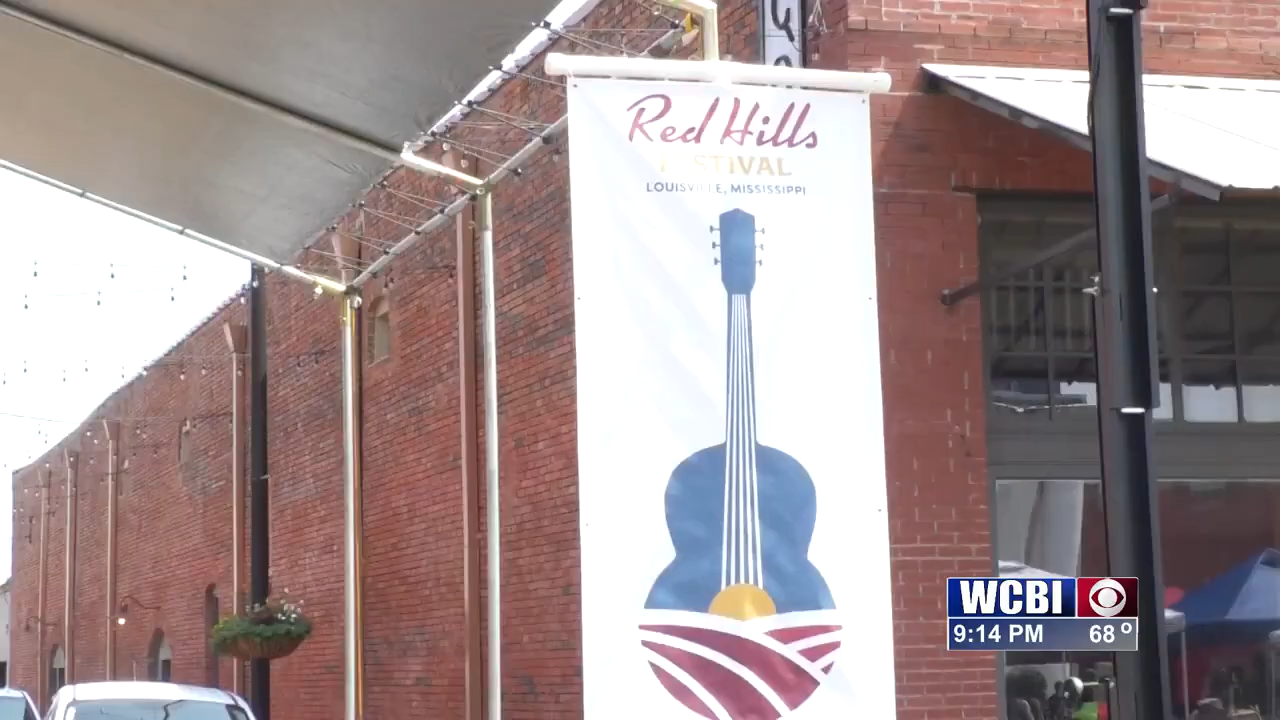 Red Hills
FESTIVAL
LOUISVILLE, MISSISSIPPI
WCBI
9:14 PM 68°